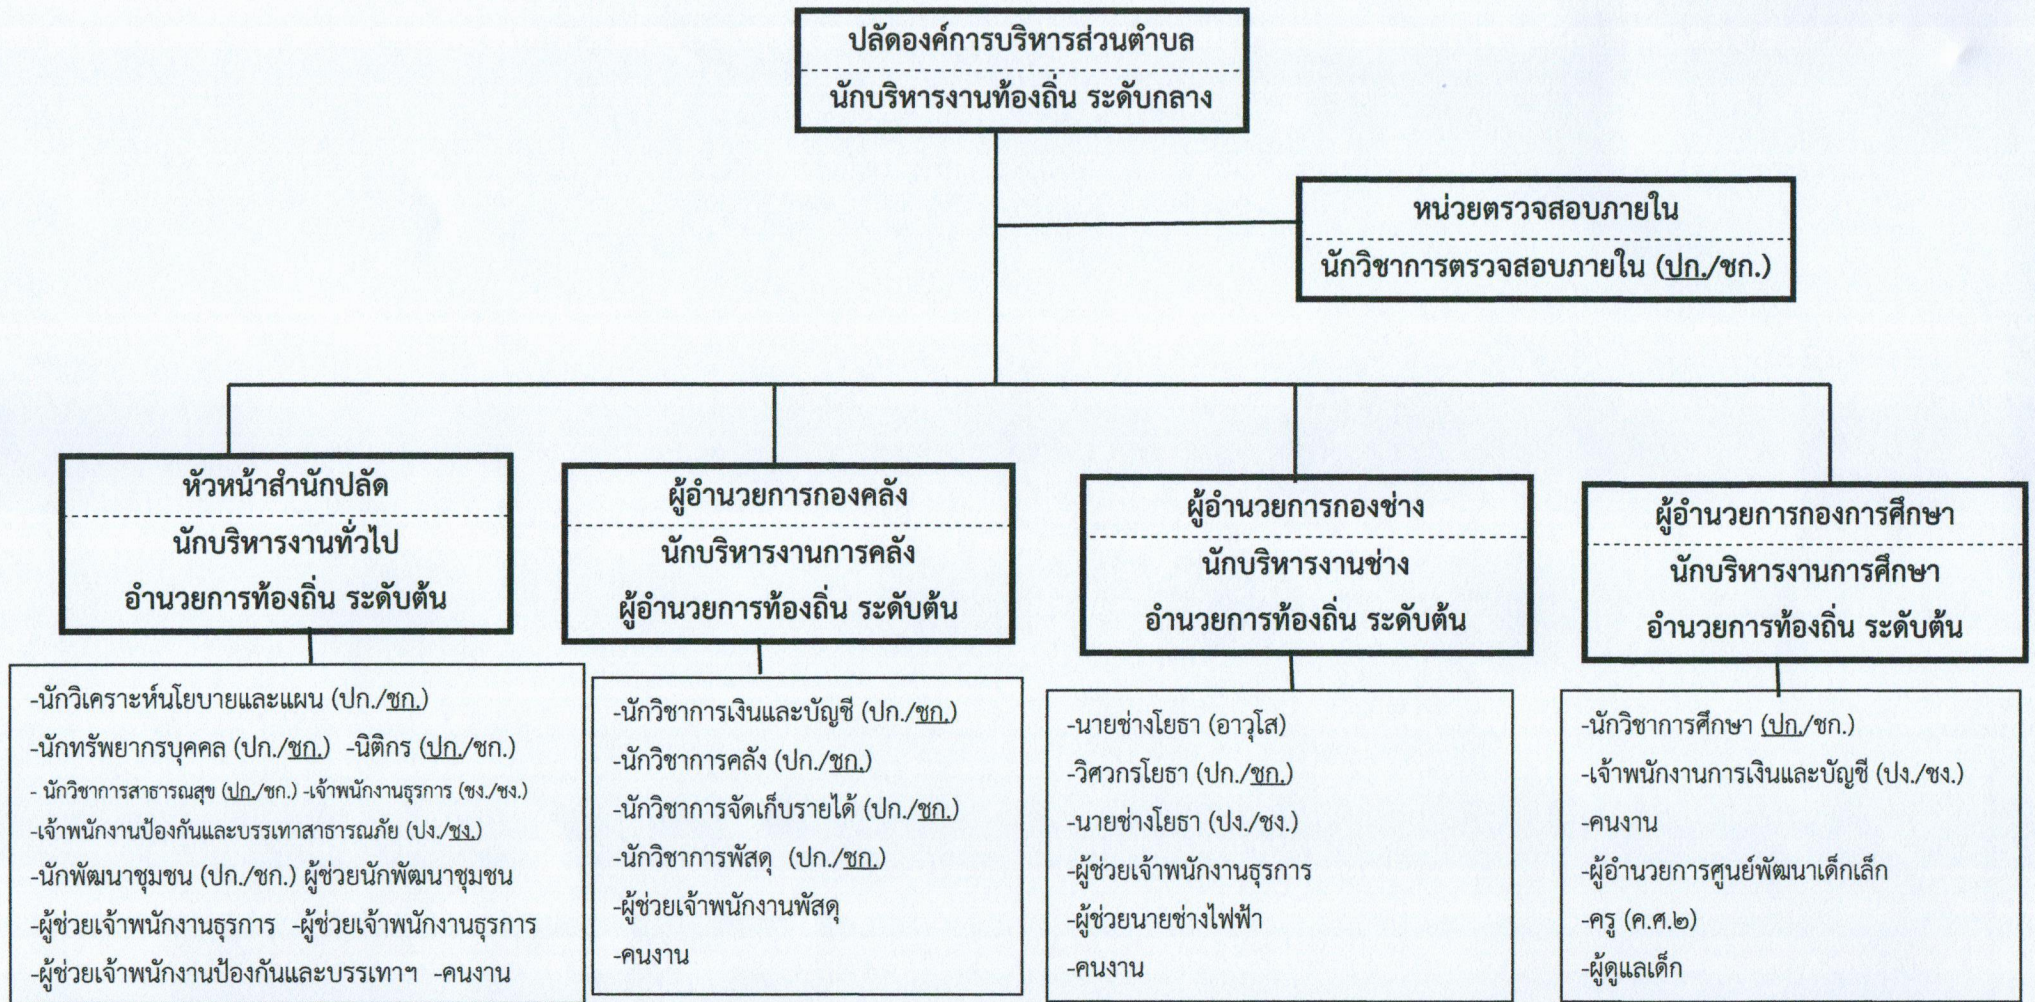 ปลัดองค์การบริหารส่วนตำบล
นักบริหารงานท้องถิ่น ระดับกลาง
หน่วยตรวจสอบภายใน
นักวิชาการตรวจสอบภายใน (ปก./ชก.)
หัวหน้าสำนักปลัด
นักบริหารงานทั่วไป
อำนวยการท้องถิ่น ระดับต้น
-นักวิเคราะห์นโยบายและแผน (ปก./ชก.)
-นักทรัพยากรบุคคล (ปก./ชก.) -นิติกร (ปก./ชก.)
- นักวิชาการสาธารณสุข (ปก./ชก.) -เจ้าพนักงานธุรการ (ชง./ชง.)
-เจ้าพนักงานป้องกันและบรรเทาสาธารณภัย (ปง./ชง.)
-นักพัฒนาชุมชน (ปก./ชก.) ผู้ช่วยนักพัฒนาชุมชน
-ผู้ช่วยเจ้าพนักงานธุรการ -ผู้ช่วยเจ้าพนักงานธุรการ
-ผู้ช่วยเจ้าพนักงานป้องกันและบรรเทาฯ -คนงาน
ผู้อำนวยการกองคลัง
นักบริหารงานการคลัง
ผู้อำนวยการท้องถิ่น ระดับต้น
-นักวิชาการเงินและบัญชี (ปก./ชก.)
-นักวิชาการคลัง (ปก./ชก.)
-นักวิชาการจัดเก็บรายได้ (ปก./ชก.)
-นักวิชาการพัสดุ (ปก./ชก.)
-ผู้ช่วยเจ้าพนักงานพัสดุ
-คนงาน
ผู้อำนวยการกองช่าง
นักบริหารงานช่าง
อำนวยการท้องถิ่น ระดับต้น
-นายช่างโยธา (อาวุโส)
-วิศวกรโยธา (ปก./ชก.)
-นายช่างโยธา (ปง./ชง.)
-ผู้ช่วยเจ้าพนักงานธุรการ
-ผู้ช่วยนายช่างไฟฟ้า
-คนงาน
ผู้อำนวยการกองการศึกษา
นักบริหารงานการศึกษา
อำนวยการท้องถิ่น ระดับต้น
-นักวิชาการศึกษา (ปก./ชก.)
-เจ้าพนักงานการเงินและบัญชี (ปง./ชง.)
-คนงาน
-ผู้อำนวยการศูนย์พัฒนาเด็กเล็ก
-ครู (ค.ศ.๒)
-ผู้ดูแลเด็ก